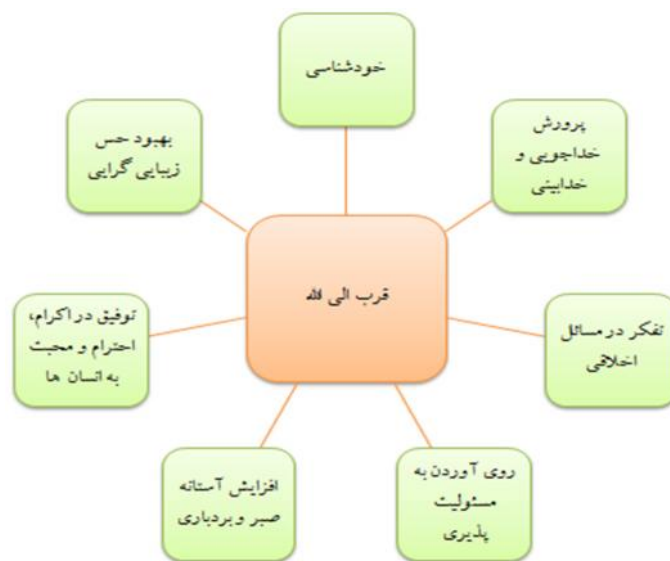 خودشناسی
پرورش
خداجویی و
خدابینی
تفکر در مسائل
اخلاقی
روی آوردن به
مسئولیت
پذیری
افزایش آستانه
صبر و بردباری
توفیق در اکرام،
احترام و محبت
به انسان ها
بهبود حس
زیبایی گرایی
قرب الی الله